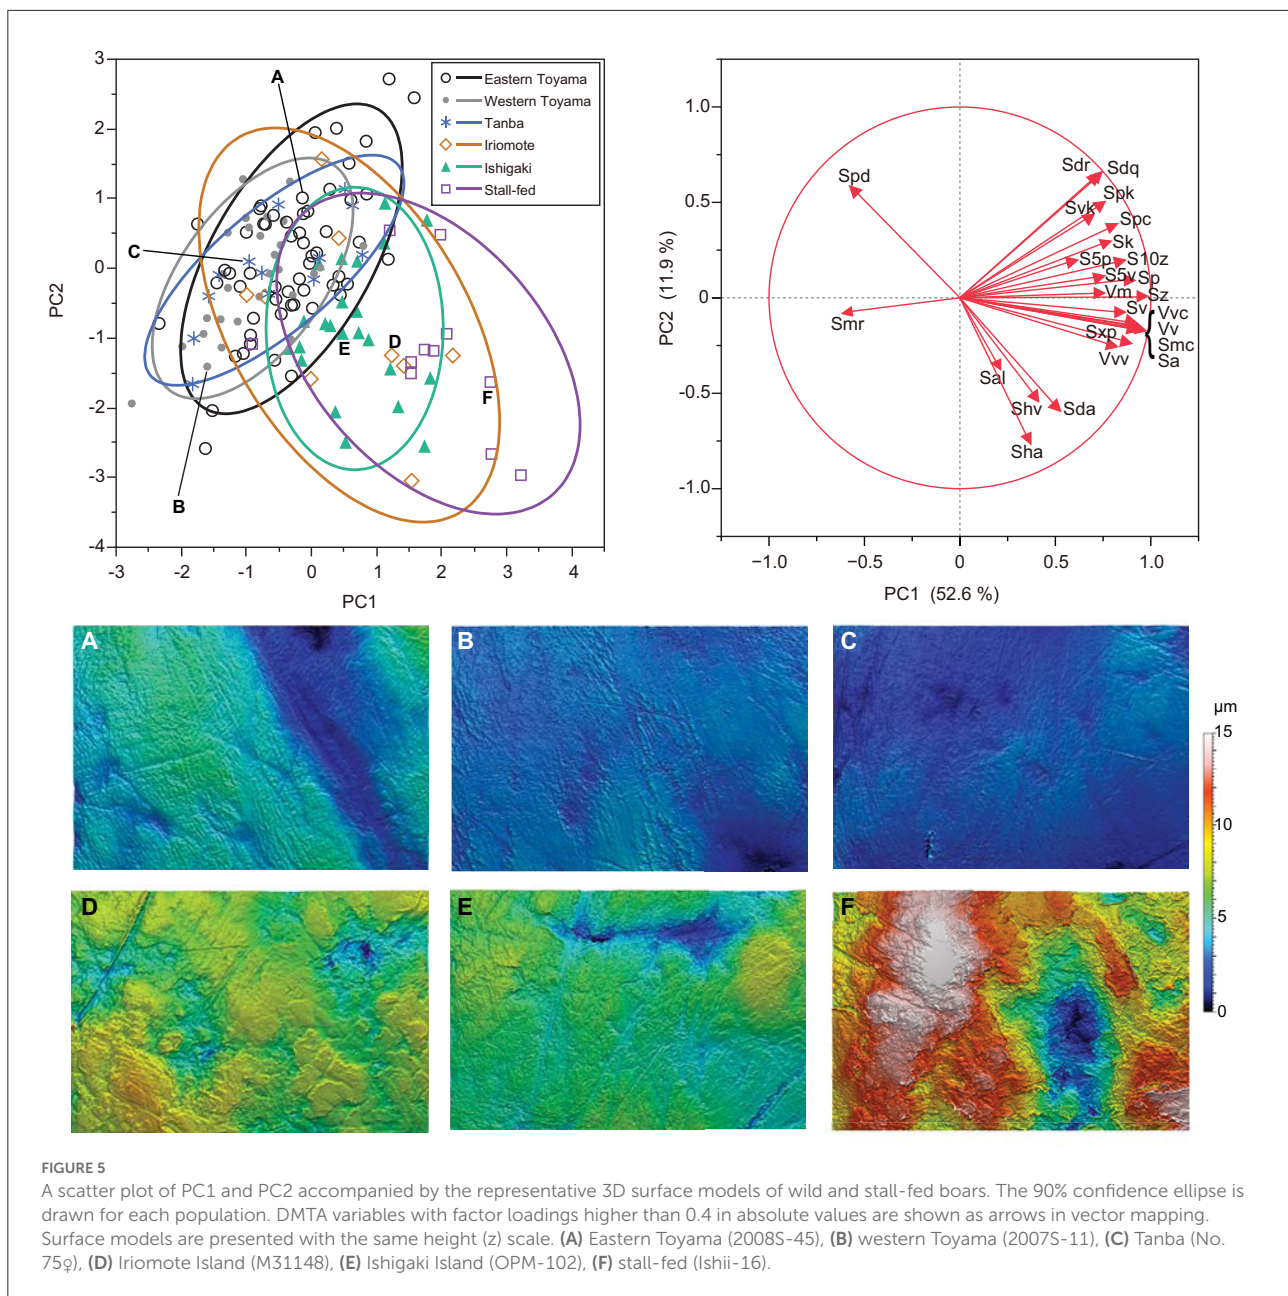 3
2
1
0
-1
-2
-3
-4
PC2
-3
-2
-1
0
1
2
3
4
PC1
A
B
C
D
E
F
Eastern Toyama
Western Toyama
Tanba
Iriomote
Ishigaki
Stall-fed
1.0
0.5
0
-0.5
-1.0
PC2 (11.9 %)
−1.0
−0.5
0
0.5
1.0
PC1 (52.6 %)
Spd
Smr
Sdr
Sdq
Spk
Svk
Spc
Sk
S5p
S10z
S5v
Sp
Vm
Sz
Sv
Vvc
Vv
Sxp
Smc
Vvv
Sa
Sal
Shv
Sda
Sha
A
B
C
D
E
F
µm
15
10
5
0
FIGURE 5
A scatter plot of PC1 and PC2 accompanied by the representative 3D surface models of wild and stall-fed boars. The 90% confidence ellipse is
drawn for each population. DMTA variables with factor loadings higher than 0.4 in absolute values are shown as arrows in vector mapping.
Surface models are presented with the same height (z) scale. (A) Eastern Toyama (2008S-45), (B) western Toyama (2007S-11), (C) Tanba (No.
75♀), (D) Iriomote Island (M31148), (E) Ishigaki Island (OPM-102), (F) stall-fed (Ishii-16).